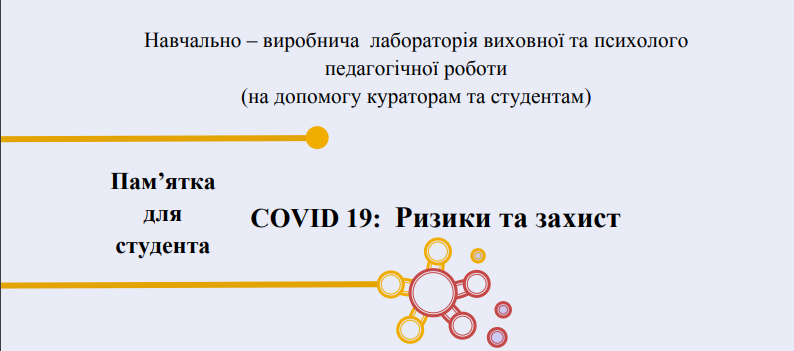 Навчально – виробнича лабораторія виховної та психолого
педагогічної роботи
(на допомогу кураторам та студентам)
Пам’ятка
для
студента
COVID 19: Ризики та захист